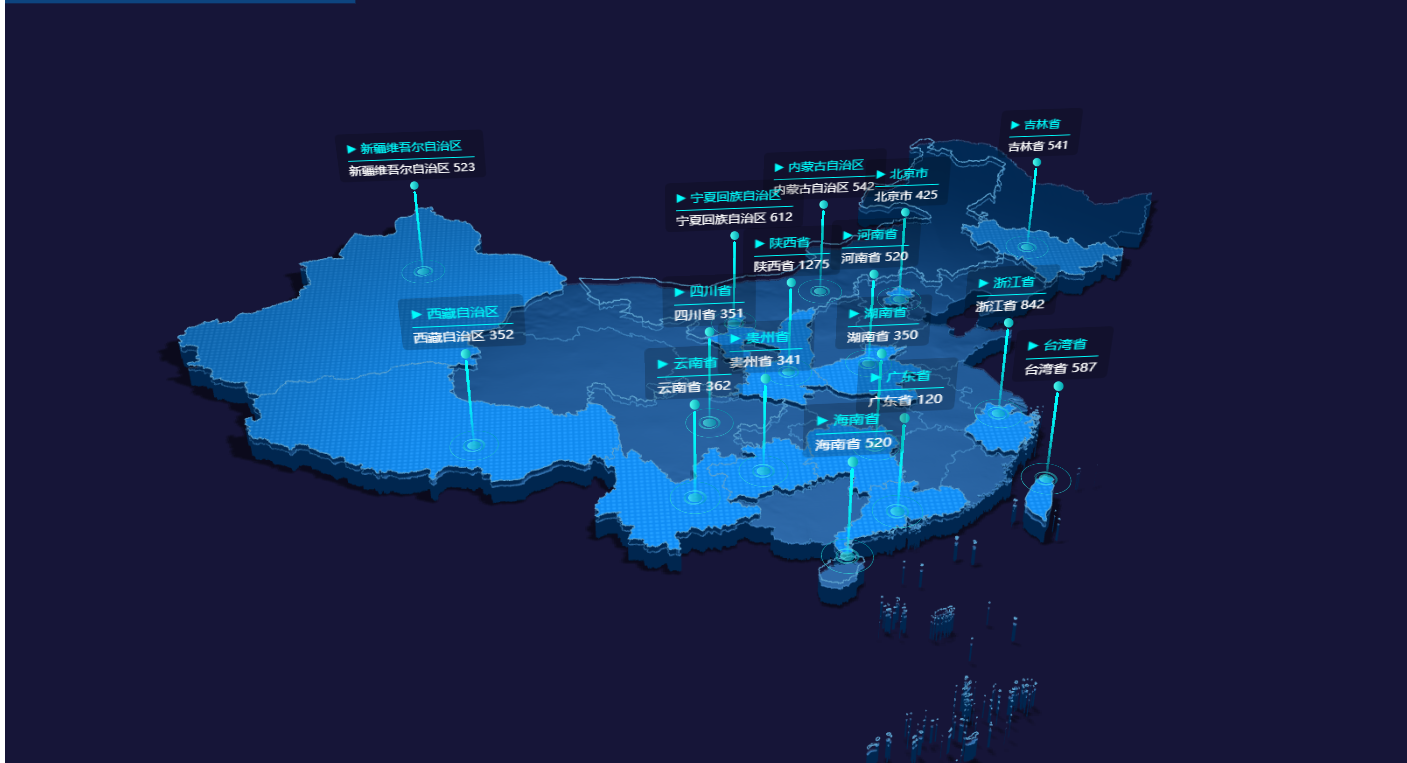 吉林省
吉林省 541
新疆维吾尔自治区
新疆维吾尔自治区 523
内蒙古自治区
内蒙古自治区 542
北京市
北京市 425
宁夏回族自治区
宁夏回族自治区 612
陕西省
陕西省 1275
河南省
河南省 520
浙江省
浙江省 842
四川省
四川省 351
西藏自治区
西藏自治区 352
湖南省
湖南省 350
贵州省
贵州省 341
台湾省
台湾省 587
云南省
云南省 362
广东省
广东省 120
海南省
海南省 520